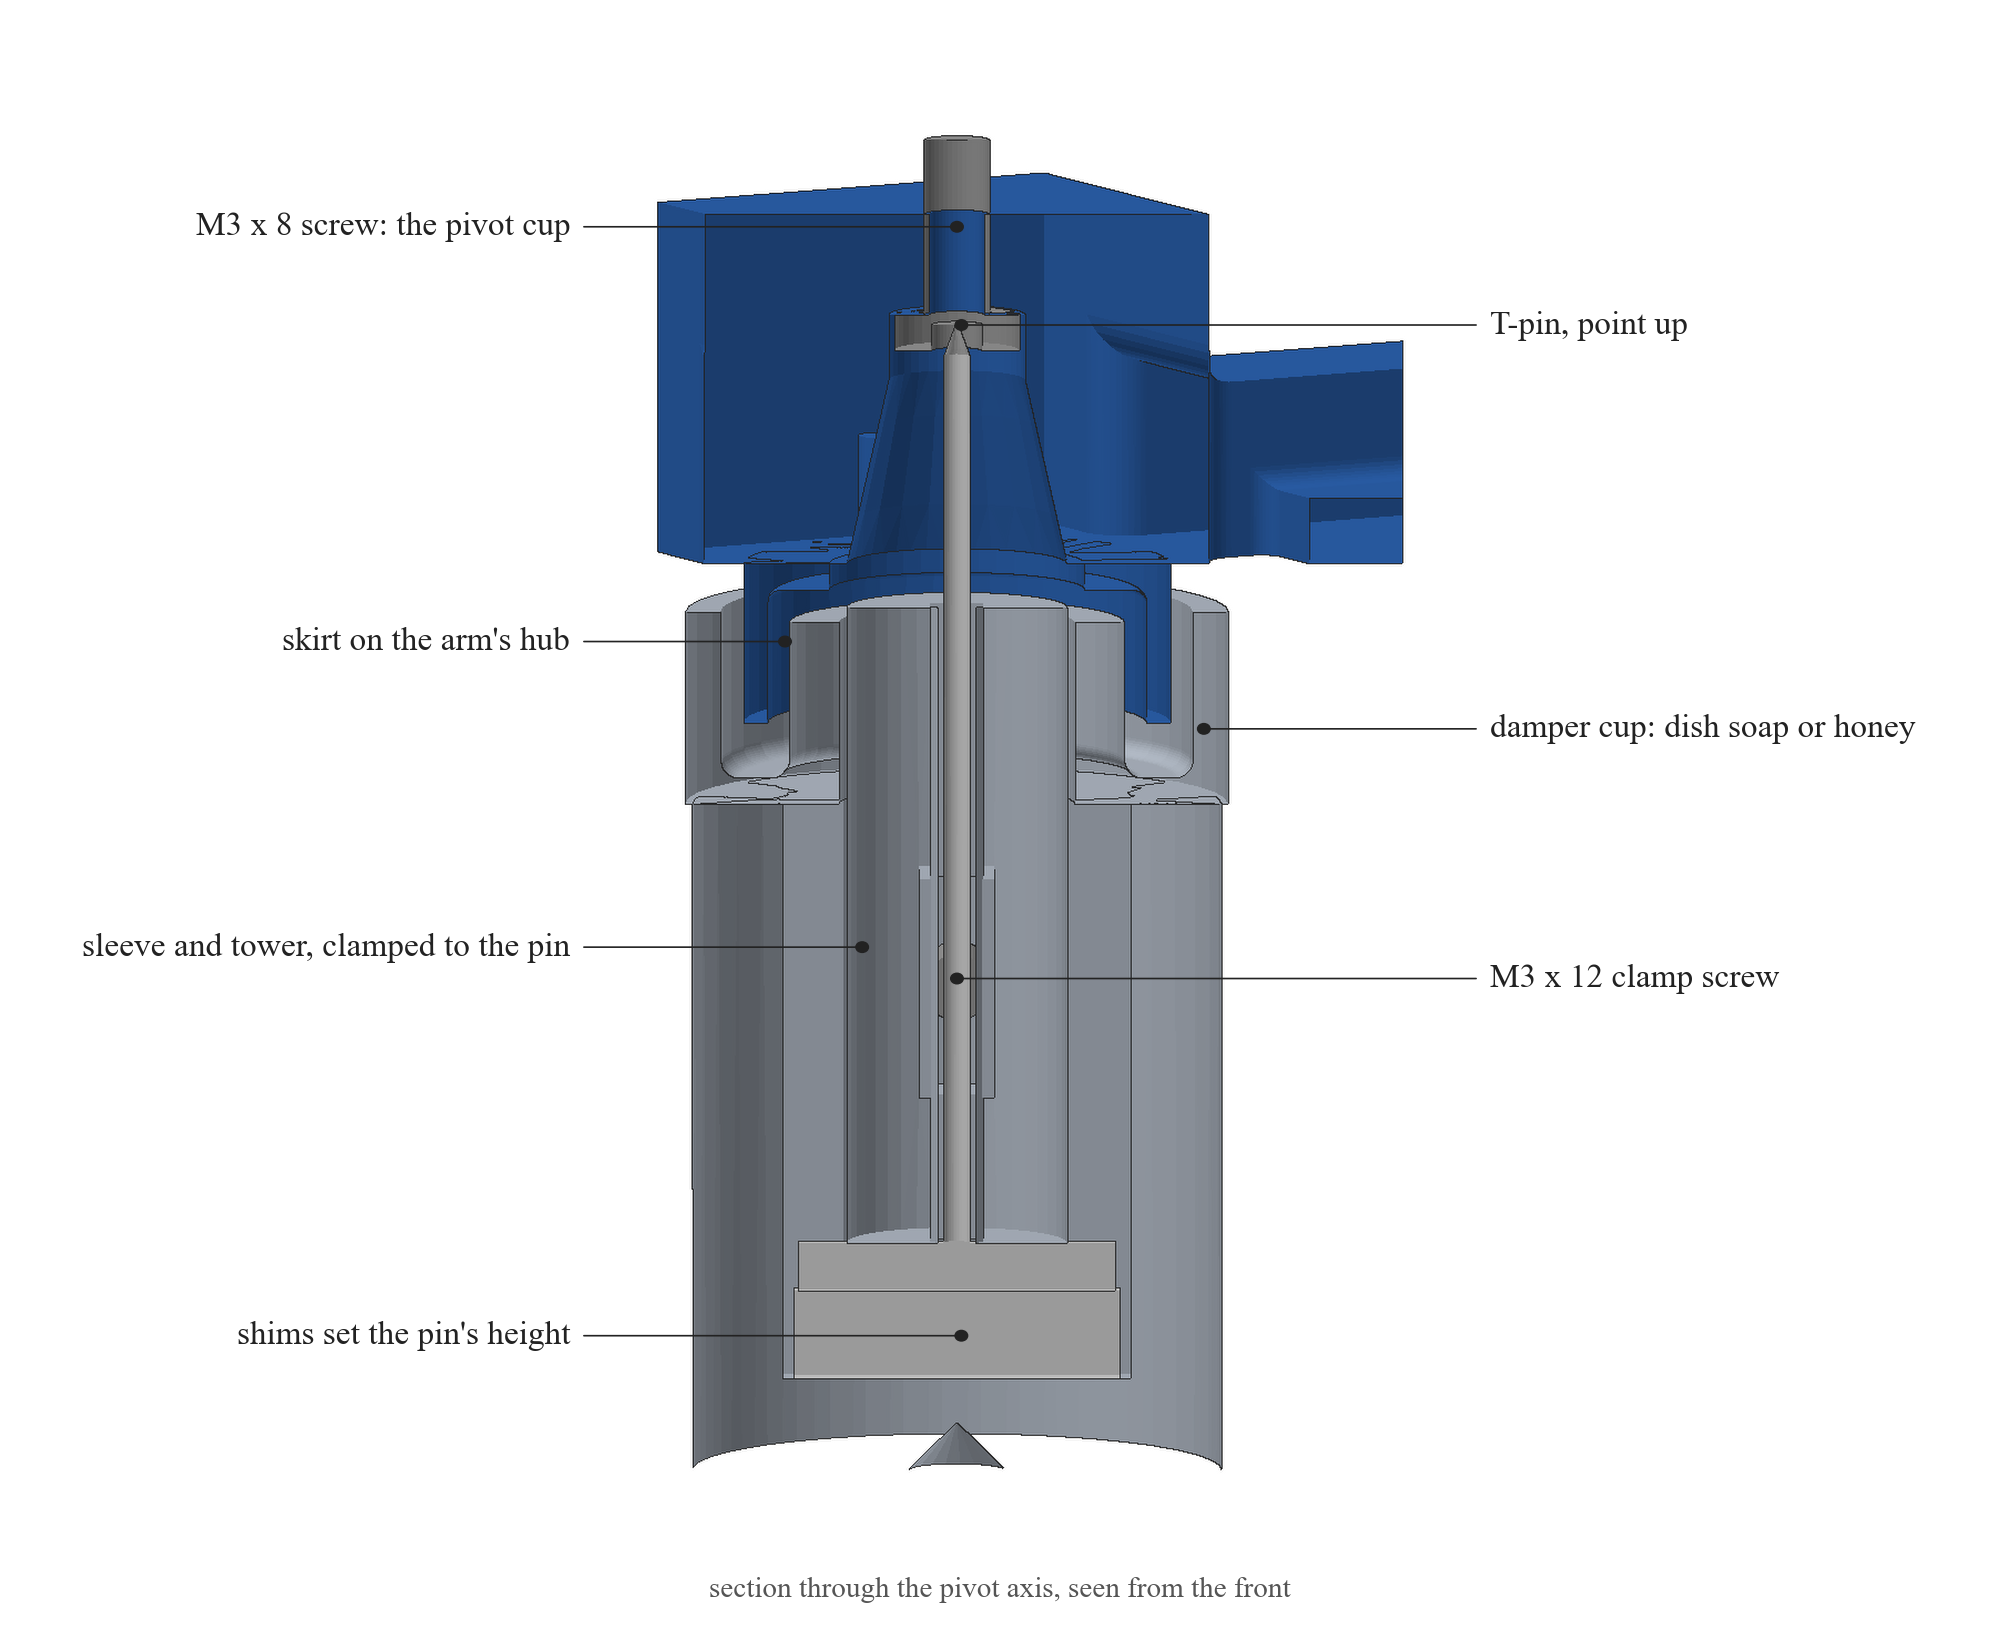 M3 x 8 screw: the pivot cup
T-pin, point up
skirt on the arm's hub
damper cup: dish soap or honey
sleeve and tower, clamped to the pin
M3 x 12 clamp screw
shims set the pin's height
section through the pivot axis, seen from the front